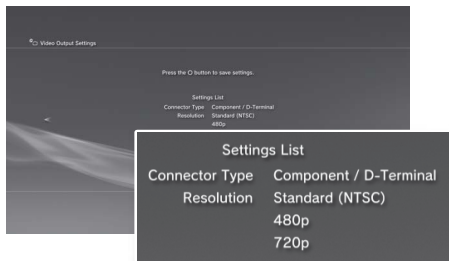 Video Output Settings
Press the O button to save settings.
Settings List
Connector Type Component / D-Terminal
Resolution Standard (NTSC)
480p
Settings List
Connector Type Component / D-Terminal
Resolution Standard (NTSC)
480p
720p